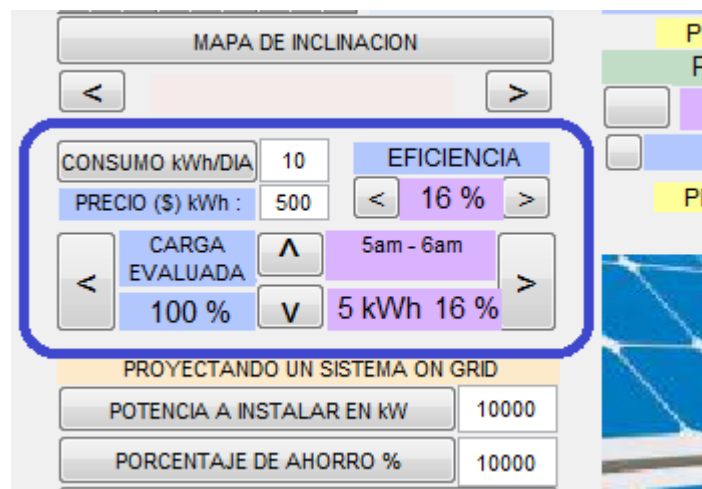 MAPA DE INCLINACION
< >
CONSUMO kWh/DIA 10 EFICIENCIA
PRECIO ($) kWh : 500 < 16 % >
CARGA EVALUADA ^ 5am - 6am
< >
100 % v 5 kWh 16 %
PROYECTANDO UN SISTEMA ON GRID
POTENCIA A INSTALAR EN kW 10000
PORCENTAJE DE AHORRO % 10000